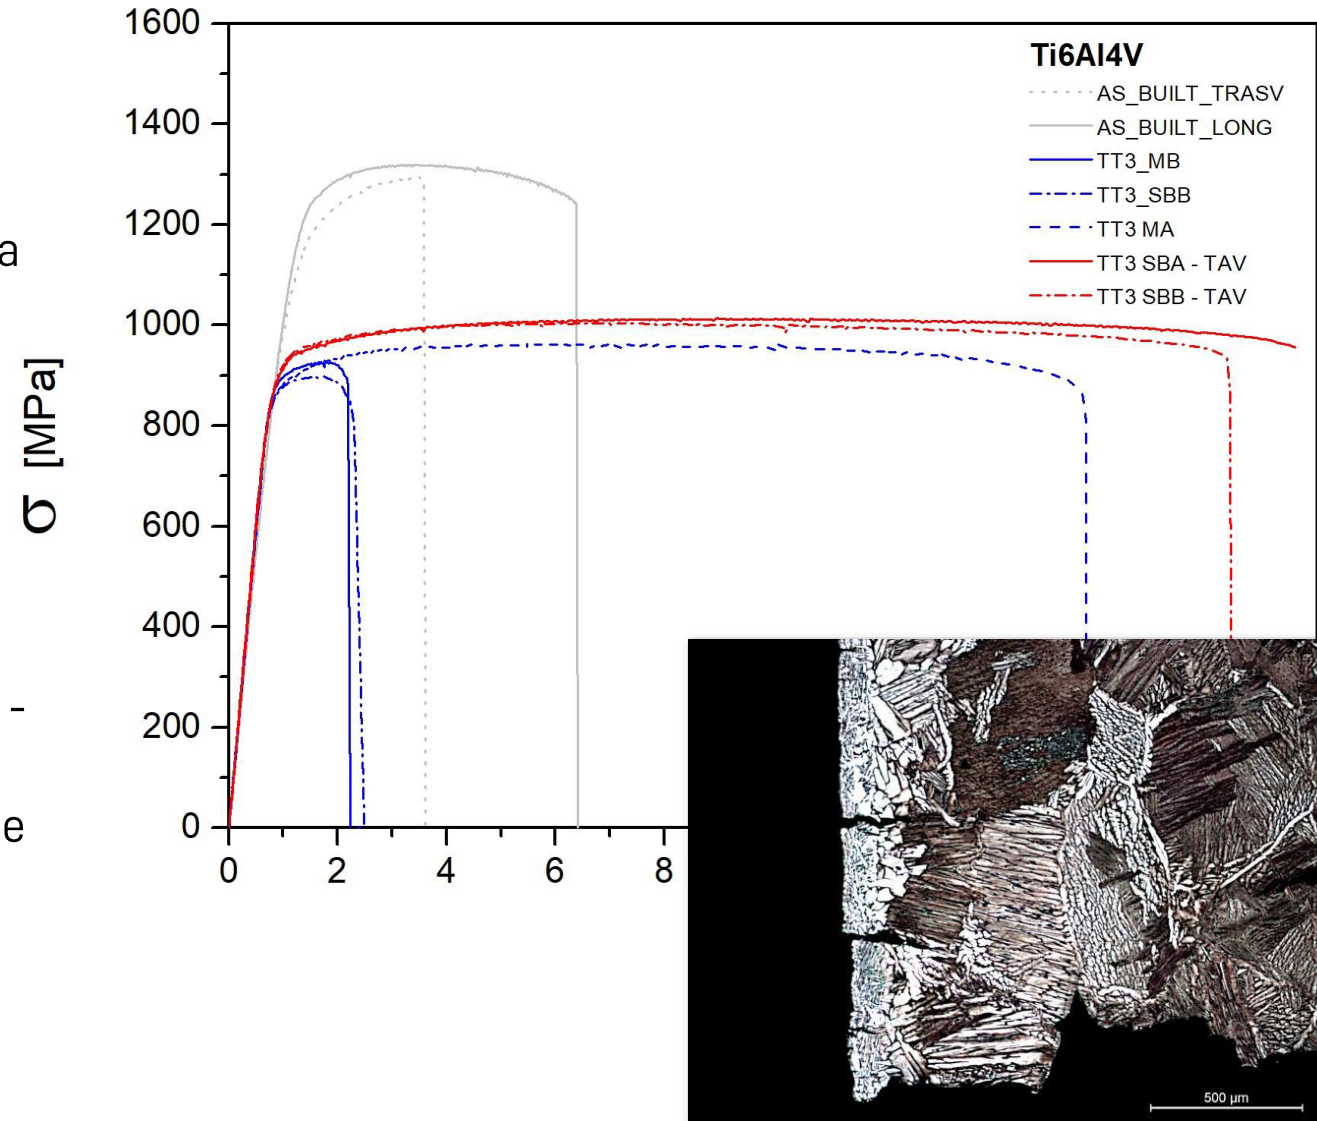 1600
1400
1200
1000
800
600
400
200
0
a
-
e
σ [MPa]
0 2 4 6 8
Ti6Al4V
AS_BUILT_TRASV
AS_BUILT_LONG
TT3_MB
TT3_SBB
TT3 MA
TT3 SBA - TAV
TT3 SBB - TAV
500 µm